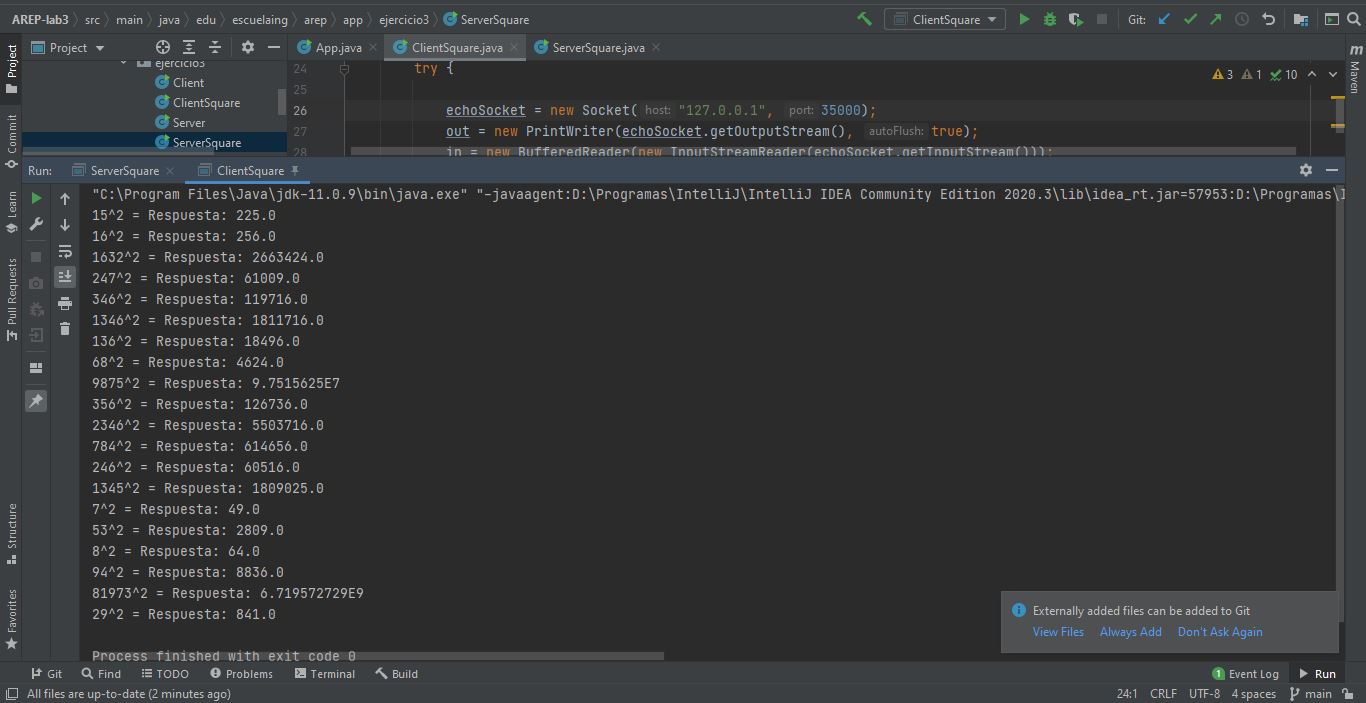 AREP-lab3 src main java edu escuelaing arep app ejercicio3 ServerSquare ClientSquare Git:
Project App.java ClientSquare.java ServerSquare.java
ejercicio3
Client
ClientSquare
Server
ServerSquare
24 try {
25
26 echoSocket = new Socket( host: "127.0.0.1", port: 35000);
27 out = new PrintWriter(echoSocket.getOutputStream(), autoFlush: true);
28 in = new BufferedReader(new InputStreamReader(echoSocket.getInputStream()));
3 1 10
Project
Commit
Learn
Pull Requests
Structure
Favorites
m Maven
Run: ServerSquare ClientSquare
"C:\Program Files\Java\jdk-11.0.9\bin\java.exe" "-javaagent:D:\Programas\IntelliJ\IntelliJ IDEA Community Edition 2020.3\lib\idea_rt.jar=57953:D:\Programas\I
15^2 = Respuesta: 225.0
16^2 = Respuesta: 256.0
1632^2 = Respuesta: 2663424.0
247^2 = Respuesta: 61009.0
346^2 = Respuesta: 119716.0
1346^2 = Respuesta: 1811716.0
136^2 = Respuesta: 18496.0
68^2 = Respuesta: 4624.0
9875^2 = Respuesta: 9.7515625E7
356^2 = Respuesta: 126736.0
2346^2 = Respuesta: 5503716.0
784^2 = Respuesta: 614656.0
246^2 = Respuesta: 60516.0
1345^2 = Respuesta: 1809025.0
7^2 = Respuesta: 49.0
53^2 = Respuesta: 2809.0
8^2 = Respuesta: 64.0
94^2 = Respuesta: 8836.0
81973^2 = Respuesta: 6.719572729E9
29^2 = Respuesta: 841.0
Process finished with exit code 0
Externally added files can be added to Git
View Files Always Add Don't Ask Again
Git Find TODO Problems Terminal Build 1 Event Log Run
All files are up-to-date (2 minutes ago) 24:1 CRLF UTF-8 4 spaces main